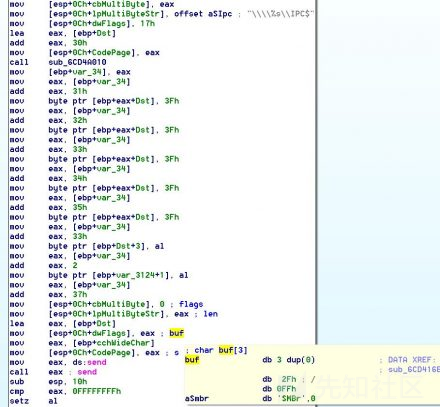 mov [esp+0Ch+cbMultiByte], eax
mov [esp+0Ch+lpMultiByteStr], offset aSIpc ; "\\\\%s\\IPC$"
mov [esp+0Ch+dwFlags], 17h
lea eax, [ebp+Dst]
add eax, 30h
mov [esp+0Ch+CodePage], eax
call sub_6CD4A010
mov [ebp+var_34], eax
mov eax, [ebp+var_34]
add eax, 31h
mov byte ptr [ebp+eax+Dst], 3Fh
mov eax, [ebp+var_34]
add eax, 32h
mov byte ptr [ebp+eax+Dst], 3Fh
mov eax, [ebp+var_34]
add eax, 33h
mov byte ptr [ebp+eax+Dst], 3Fh
mov eax, [ebp+var_34]
add eax, 34h
mov byte ptr [ebp+eax+Dst], 3Fh
mov eax, [ebp+var_34]
add eax, 35h
mov byte ptr [ebp+eax+Dst], 3Fh
mov eax, [ebp+var_34]
add eax, 33h
mov byte ptr [ebp+Dst+3], al
mov eax, [ebp+var_34]
add eax, 2
mov byte ptr [ebp+var_3124+1], al
mov eax, [ebp+var_34]
add eax, 37h
mov [esp+0Ch+cbMultiByte], 0 ; flags
mov [esp+0Ch+lpMultiByteStr], eax ; len
lea eax, [ebp+Dst]
mov [esp+0Ch+dwFlags], eax ; buf
mov eax, [ebp+cchWideChar]
mov [esp+0Ch+CodePage], eax ; s ; char buf[3]
mov eax, ds:send buf db 3 dup(0) ; DATA XREF:
call eax ; send ; sub_6CD416E
sub esp, 10h db 2Fh ; /
cmp eax, 0FFFFFFFFh db 0FFh
setz al aSmbr db 'SMBr',0
先知社区